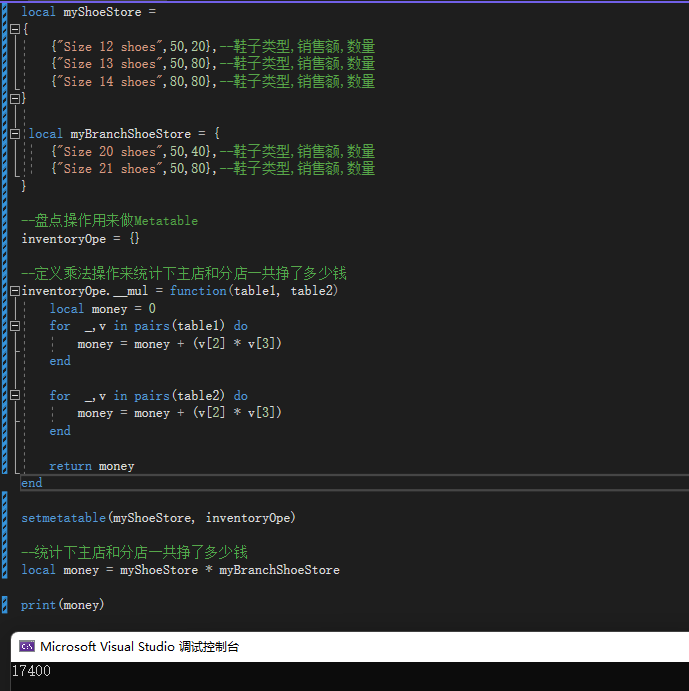 local myShoeStore =
{
    {"Size 12 shoes",50,20},--鞋子类型,销售额,数量
    {"Size 13 shoes",50,80},--鞋子类型,销售额,数量
    {"Size 14 shoes",80,80},--鞋子类型,销售额,数量
}
local myBranchShoeStore = {
    {"Size 20 shoes",50,40},--鞋子类型,销售额,数量
    {"Size 21 shoes",50,80},--鞋子类型,销售额,数量
}
--盘点操作用来做Metatable
inventoryOpe = {}
--定义乘法操作来统计下主店和分店一共挣了多少钱
inventoryOpe.__mul = function(table1, table2)
    local money = 0
    for  _,v in pairs(table1) do
        money = money + (v[2] * v[3])
    end
    for  _,v in pairs(table2) do
        money = money + (v[2] * v[3])
    end
    return money
end
setmetatable(myShoeStore, inventoryOpe)
--统计下主店和分店一共挣了多少钱
local money = myShoeStore * myBranchShoeStore
print(money)
C:\ Microsoft Visual Studio 调试控制台
17400